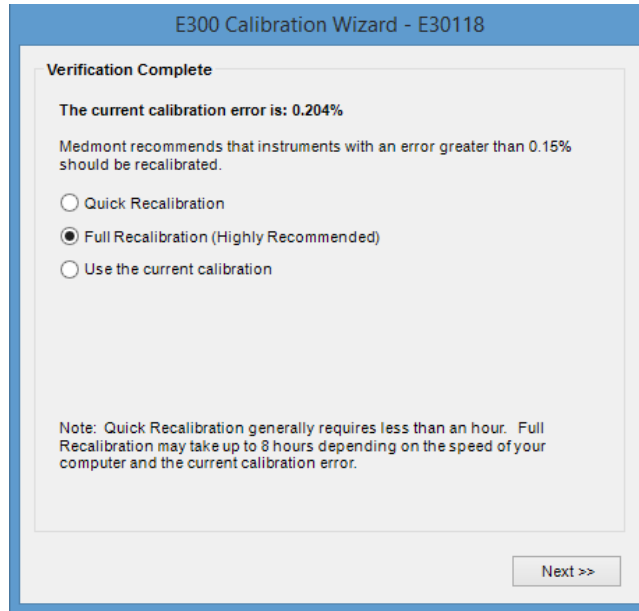 E300 Calibration Wizard - E30118
Verification Complete
The current calibration error is: 0.204%
Medmont recommends that instruments with an error greater than 0.15%
should be recalibrated.
Quick Recalibration
Full Recalibration (Highly Recommended)
Use the current calibration
Note: Quick Recalibration generally requires less than an hour. Full
Recalibration may take up to 8 hours depending on the speed of your
computer and the current calibration error.
Next >>